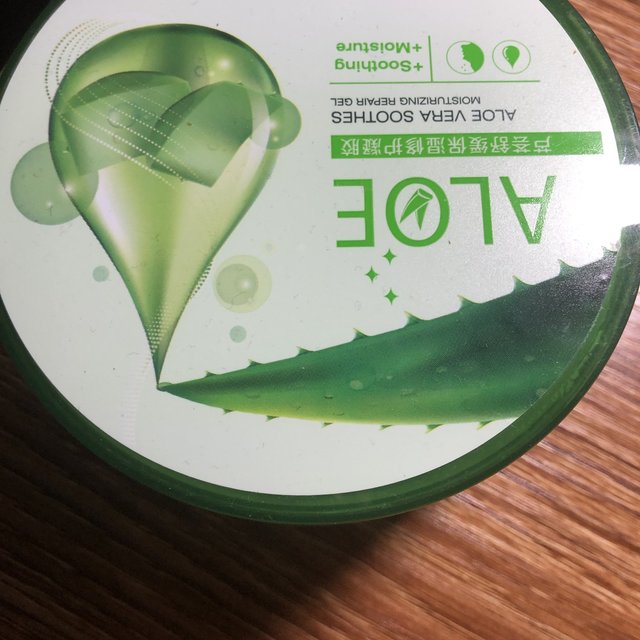 ALOE
芦荟舒缓保湿修护凝胶
ALOE VERA SOOTHES
MOISTURIZING REPAIR GEL
+Soothing
+Moisture